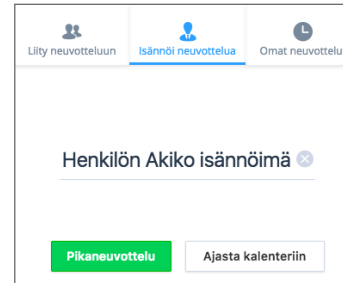 Liity neuvotteluun
Isännöi neuvottelua
Omat neuvottelu
Henkilön Akiko isännöimä
Pikaneuvottelu
Ajasta kalenteriin